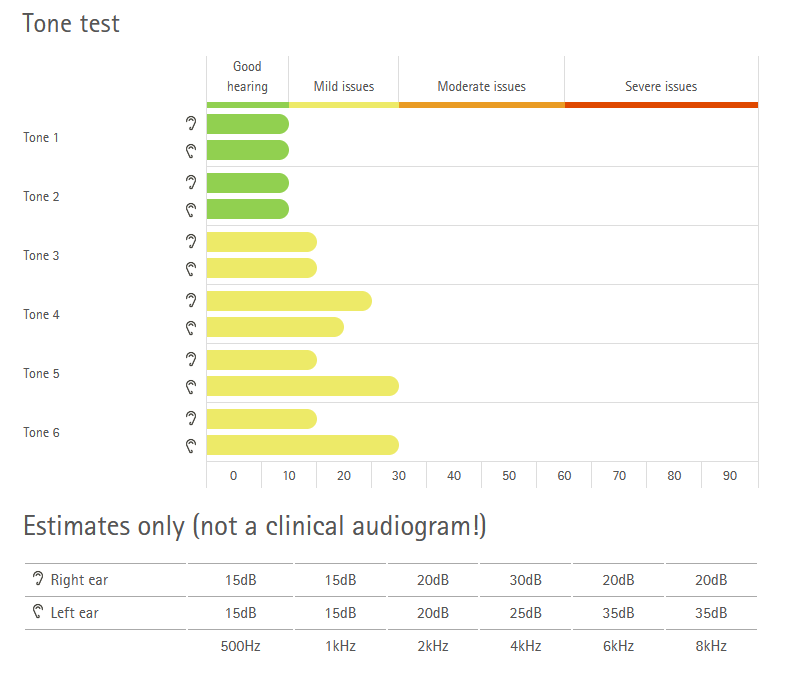 Tone test
Good hearing
Mild issues
Moderate issues
Severe issues
Tone 1
Tone 2
Tone 3
Tone 4
Tone 5
Tone 6
0 10 20 30 40 50 60 70 80 90
Estimates only (not a clinical audiogram!)
Right ear 15dB 15dB 20dB 30dB 20dB 20dB
Left ear 15dB 15dB 20dB 25dB 35dB 35dB
500Hz 1kHz 2kHz 4kHz 6kHz 8kHz